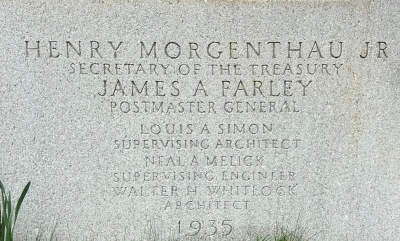 HENRY MORGENTHAU JR
SECRETARY OF THE TREASURY
JAMES A FARLEY
POSTMASTER GENERAL
LOUIS A SIMON
SUPERVISING ARCHITECT
NEAL A MELICK
SUPERVISING ENGINEER
WALTER H WHITLOCK
ARCHITECT
1935